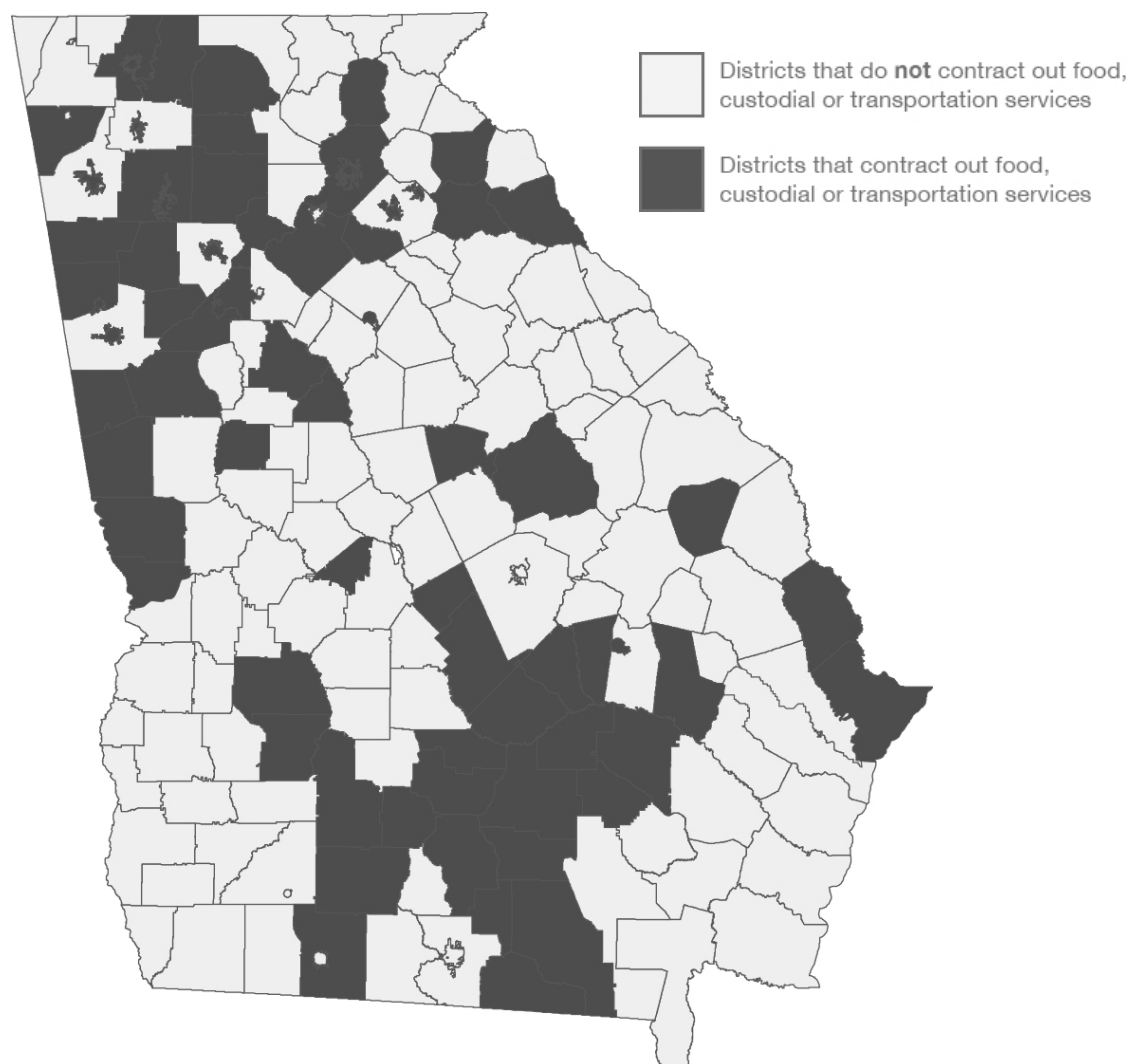 Districts that do not contract out food,
custodial or transportation services
Districts that contract out food,
custodial or transportation services